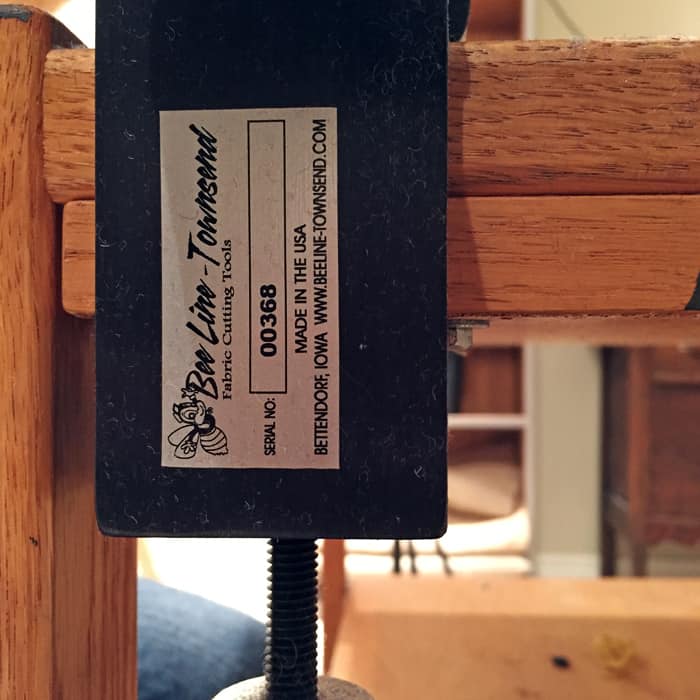 Bee Line-Townsend
Fabric Cutting Tools
SERIAL NO: 00368
MADE IN THE USA
BETTENDORF, IOWA WWW.BEELINE-TOWNSEND.COM